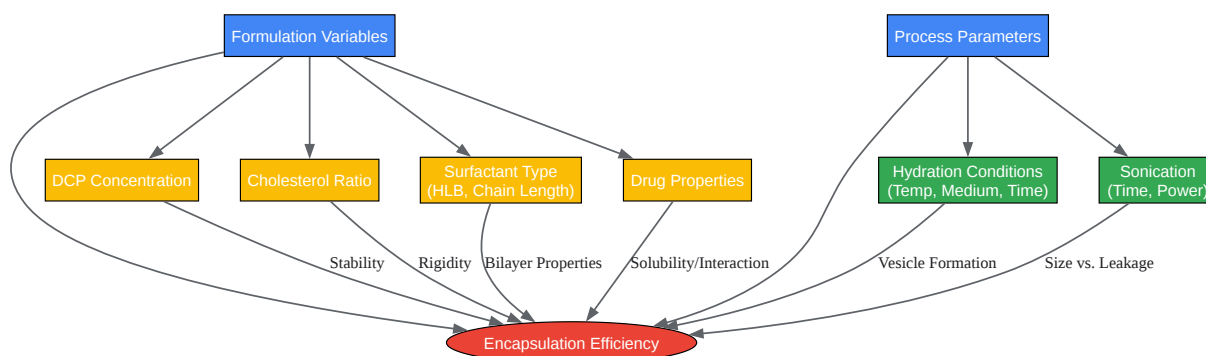 Formulation Variables
Process Parameters
DCP Concentration
Cholesterol Ratio
Surfactant Type
(HLB, Chain Length)
Drug Properties
Hydration Conditions
(Temp, Medium, Time)
Sonication
(Time, Power)
Stability
Rigidity
Bilayer Properties
Solubility/Interaction
Vesicle Formation
Size vs. Leakage
Encapsulation Efficiency